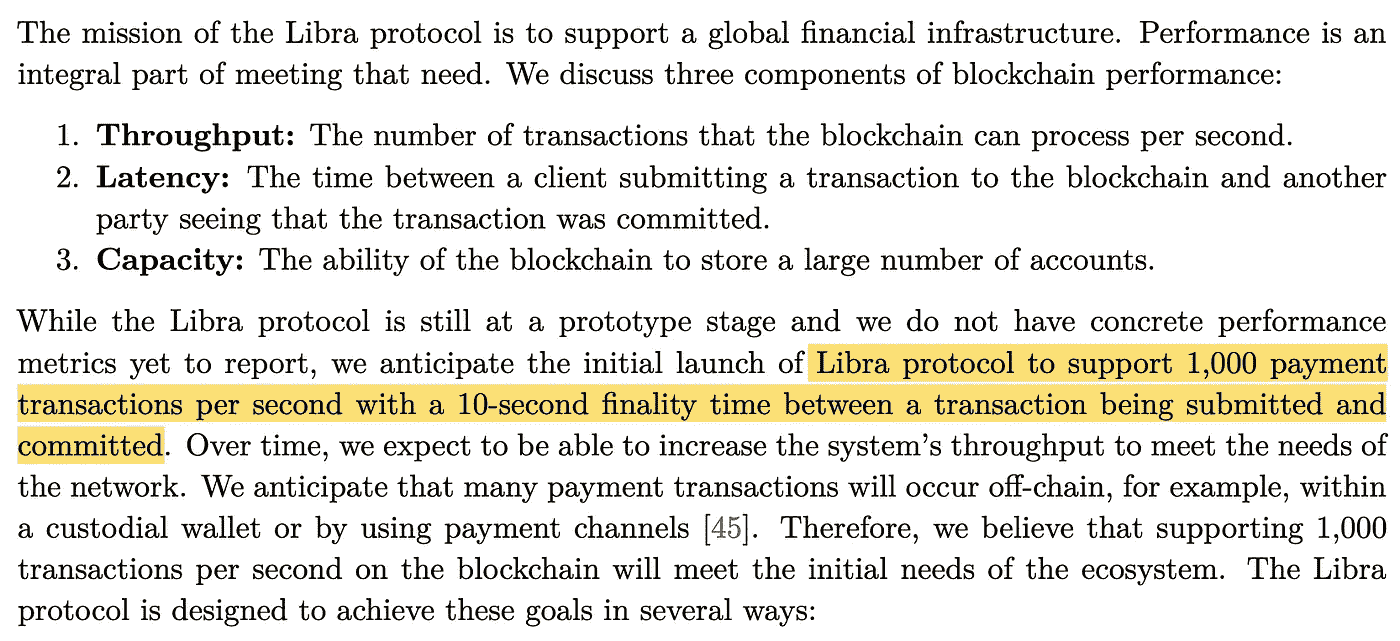 The mission of the Libra protocol is to support a global financial infrastructure. Performance is an
integral part of meeting that need. We discuss three components of blockchain performance:
1. Throughput: The number of transactions that the blockchain can process per second.
2. Latency: The time between a client submitting a transaction to the blockchain and another
party seeing that the transaction was committed.
3. Capacity: The ability of the blockchain to store a large number of accounts.
While the Libra protocol is still at a prototype stage and we do not have concrete performance
metrics yet to report, we anticipate the initial launch of Libra protocol to support 1,000 payment
transactions per second with a 10-second finality time between a transaction being submitted and
committed. Over time, we expect to be able to increase the system's throughput to meet the needs of
the network. We anticipate that many payment transactions will occur off-chain, for example, within
a custodial wallet or by using payment channels [45]. Therefore, we believe that supporting 1,000
transactions per second on the blockchain will meet the initial needs of the ecosystem. The Libra
protocol is designed to achieve these goals in several ways: